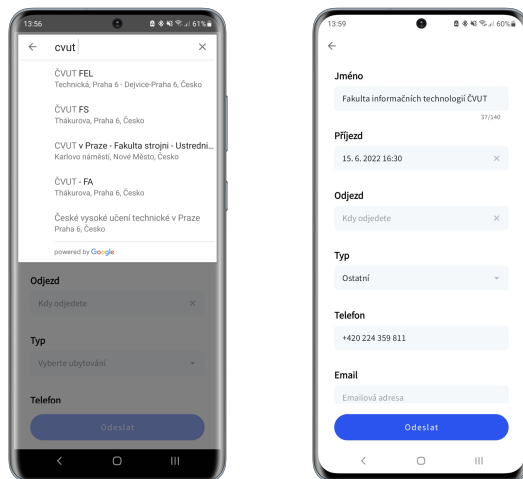 13:56
61%
cvut
ČVUT FEL
Technická, Praha 6 - Dejvice-Praha 6, Česko
ČVUT FS
Thákurova, Praha 6, Česko
CVUT v Praze - Fakulta strojni - Ustredni...
Karlovo náměstí, Nové Město, Česko
ČVUT - FA
Thákurova, Praha 6, Česko
České vysoké učení technické v Praze
Praha 6, Česko
powered by Google
Odjezd
Kdy odjedete
Typ
Vyberte ubytování
Telefon
Odeslat
13:59
60%
Jméno
Fakulta informačních technologií ČVUT
37/140
Příjezd
15. 6. 2022 16:30
Odjezd
Kdy odjedete
Typ
Ostatní
Telefon
+420 224 359 811
Email
Emailová adresa
Odeslat